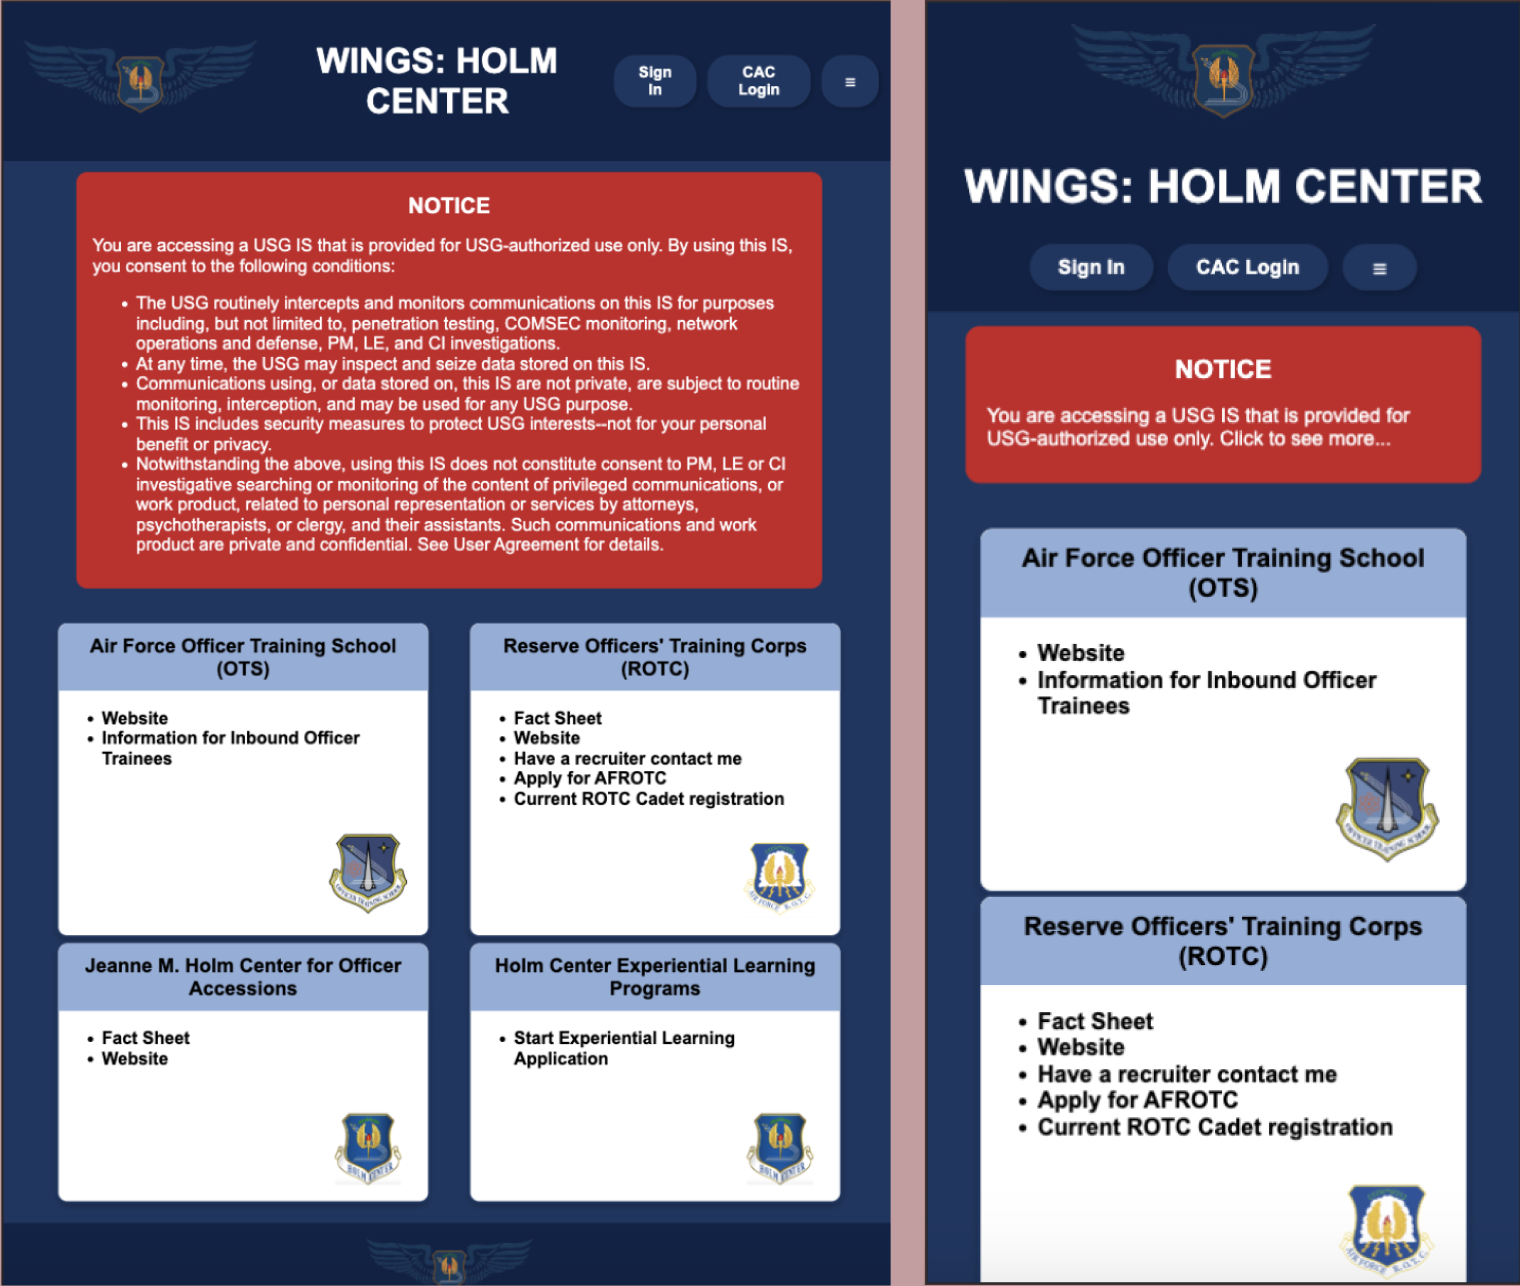 WINGS: HOLM
CENTER
Sign
In
CAC
Login
≡
NOTICE
You are accessing a USG IS that is provided for USG-authorized use only. By using this IS,
you consent to the following conditions:
• The USG routinely intercepts and monitors communications on this IS for purposes
including, but not limited to, penetration testing, COMSEC monitoring, network
operations and defense, PM, LE, and CI investigations.
• At any time, the USG may inspect and seize data stored on this IS.
• Communications using, or data stored on, this IS are not private, are subject to routine
monitoring, interception, and may be used for any USG purpose.
• This IS includes security measures to protect USG interests--not for your personal
benefit or privacy.
• Notwithstanding the above, using this IS does not constitute consent to PM, LE or CI
investigative searching or monitoring of the content of privileged communications, or
work product, related to personal representation or services by attorneys,
psychotherapists, or clergy, and their assistants. Such communications and work
product are private and confidential. See User Agreement for details.
Air Force Officer Training School
(OTS)
• Website
• Information for Inbound Officer
Trainees
OFFICER TRAINING SCHOOL
Reserve Officers' Training Corps
(ROTC)
• Fact Sheet
• Website
• Have a recruiter contact me
• Apply for AFROTC
• Current ROTC Cadet registration
AIR FORCE R.O.T.C.
Jeanne M. Holm Center for Officer
Accessions
• Fact Sheet
• Website
HOLM CENTER
Holm Center Experiential Learning
Programs
• Start Experiential Learning
Application
HOLM CENTER
WINGS: HOLM CENTER
Sign In
CAC Login
≡
NOTICE
You are accessing a USG IS that is provided for
USG-authorized use only. Click to see more...
Air Force Officer Training School
(OTS)
• Website
• Information for Inbound Officer
Trainees
OFFICER TRAINING SCHOOL
Reserve Officers' Training Corps
(ROTC)
• Fact Sheet
• Website
• Have a recruiter contact me
• Apply for AFROTC
• Current ROTC Cadet registration
AIR FORCE R.O.T.C.